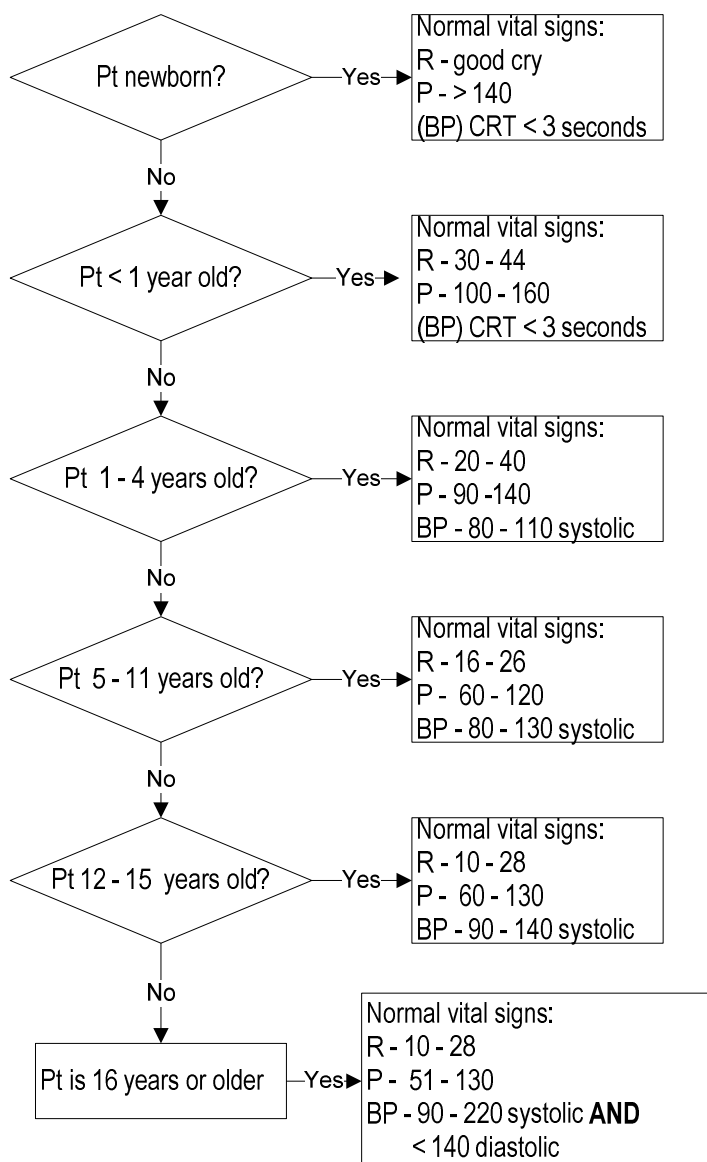 Pt newborn?
Yes
Normal vital signs:
R - good cry
P - > 140
(BP) CRT < 3 seconds
No
Pt < 1 year old?
Yes
Normal vital signs:
R - 30 - 44
P - 100 - 160
(BP) CRT < 3 seconds
No
Pt 1 - 4 years old?
Yes
Normal vital signs:
R - 20 - 40
P - 90 -140
BP - 80 - 110 systolic
No
Pt 5 - 11 years old?
Yes
Normal vital signs:
R - 16 - 26
P - 60 - 120
BP - 80 - 130 systolic
No
Pt 12 - 15 years old?
Yes
Normal vital signs:
R - 10 - 28
P - 60 - 130
BP - 90 - 140 systolic
No
Pt is 16 years or older
Yes
Normal vital signs:
R - 10 - 28
P - 51 - 130
BP - 90 - 220 systolic AND
< 140 diastolic